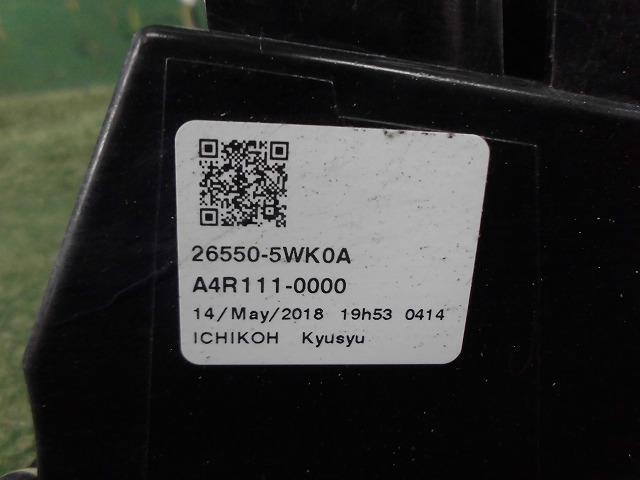 26550-5WK0A
A4R111-0000
14/May/2018 19h53 0414
ICHIKOH Kyusyu